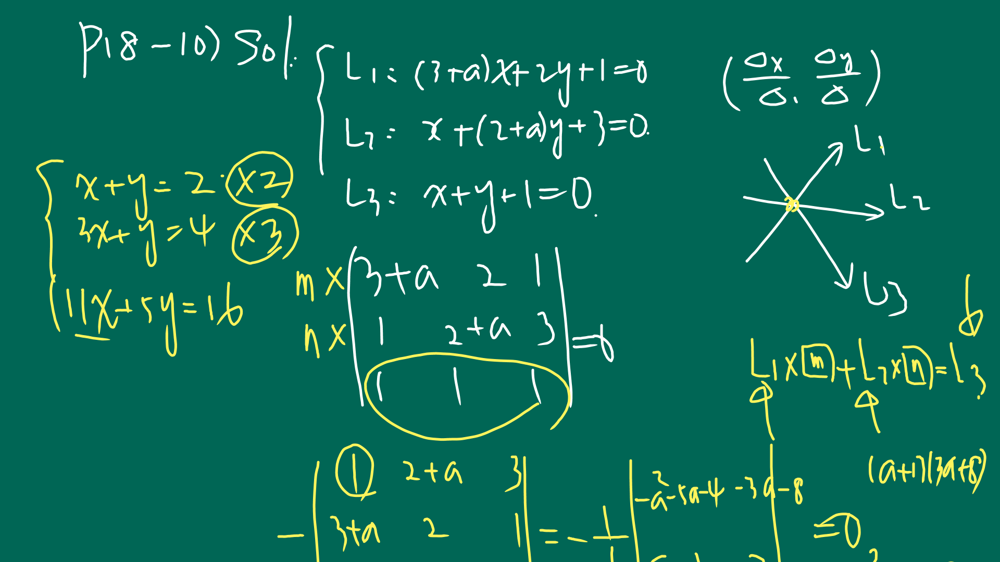 P18-10) Sol:
L1: (3+a)x+2y+1=0
L2: x+(2+a)y+3=0.
L3: x+y+1=0.
(Δx/Δ, Δy/Δ)
L1
L2
L3
x+y=2 ×2
3x+y=4 ×3
11x+5y=16
m× | 3+a 2 1 |
n× | 1 2+a 3 | =0
| 1 1 1 |
L1×m+L2×n=L3
(a+1)(3a+8)
| 1 2+a 3 |
- | 3+a 2 1 | = - 1/1
| -a²-5a-4 -3a-8 |
=0